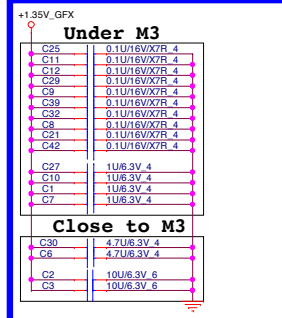 +1.35V_GFX
Under M3
C25 0.1U/16V/X7R_4
C11 0.1U/16V/X7R_4
C12 0.1U/16V/X7R_4
C29 0.1U/16V/X7R_4
C9 0.1U/16V/X7R_4
C39 0.1U/16V/X7R_4
C32 0.1U/16V/X7R_4
C8 0.1U/16V/X7R_4
C21 0.1U/16V/X7R_4
C42 0.1U/16V/X7R_4
C27 1U/6.3V_4
C10 1U/6.3V_4
C1 1U/6.3V_4
C7 1U/6.3V_4
Close to M3
C30 4.7U/6.3V_4
C6 4.7U/6.3V_4
C2 10U/6.3V_6
C3 10U/6.3V_6